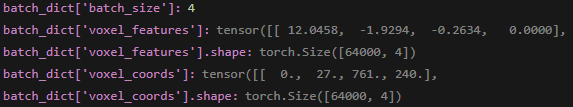 batch_dict['batch_size']: 4
batch_dict['voxel_features']: tensor([[ 12.0458,  -1.9294,  -0.2634,   0.0000],
batch_dict['voxel_features'].shape: torch.Size([64000, 4])
batch_dict['voxel_coords']: tensor([[  0.,  27., 761., 240.],
batch_dict['voxel_coords'].shape: torch.Size([64000, 4])